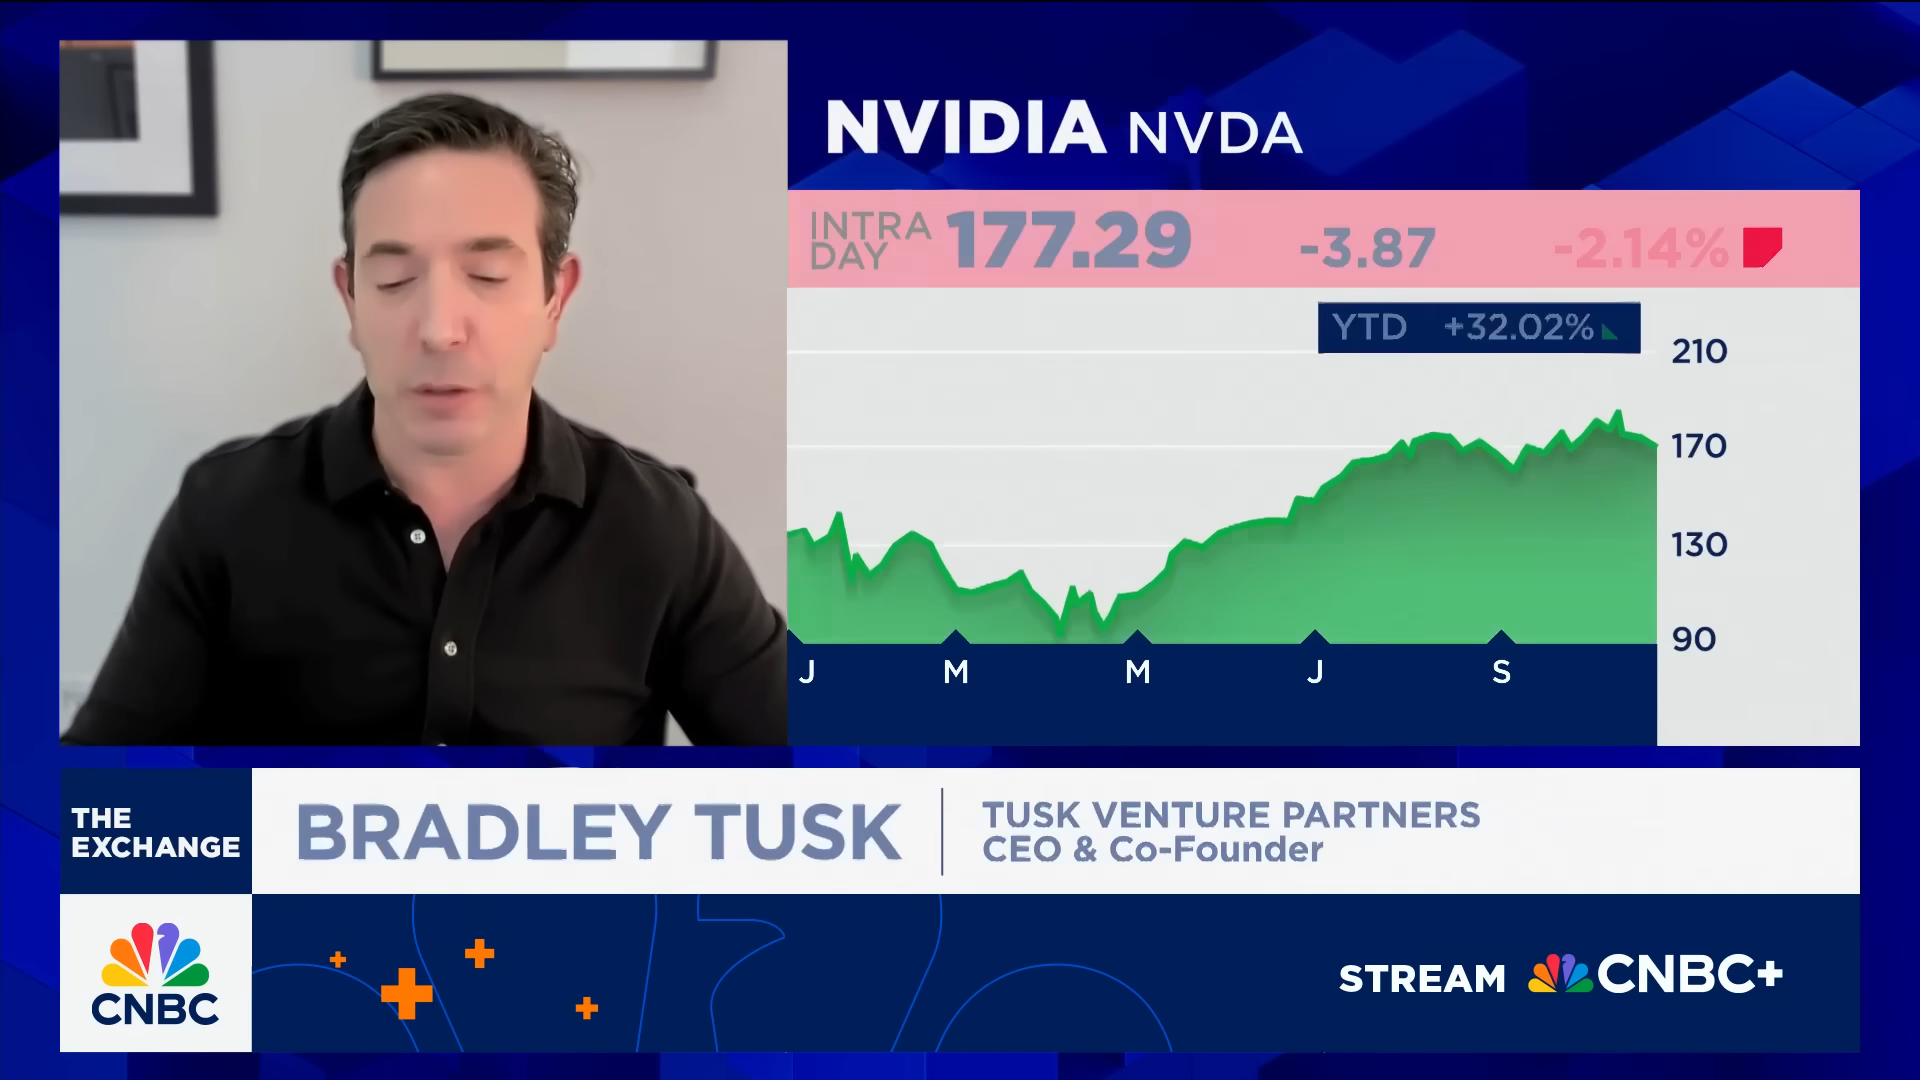 NVIDIA NVDA
INTRA
DAY
177.29 -3.87 -2.14%
YTD +32.02%
210
170
130
90
J M M J S
THE
EXCHANGE
BRADLEY TUSK
TUSK VENTURE PARTNERS
CEO & Co-Founder
CNBC
STREAM CNBC+